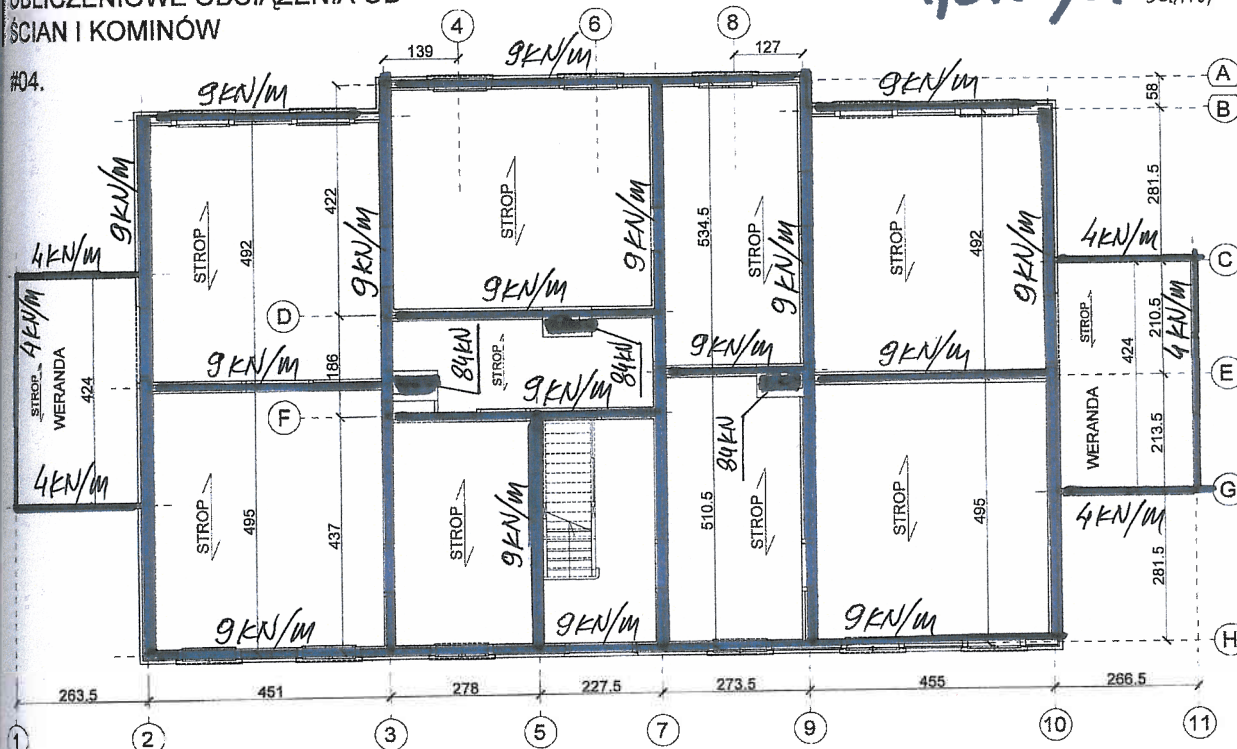 OBLICZENIOWE OBCIĄŻENIA OD
ŚCIAN I KOMINÓW
#04.
4
6
8
139
127
9KN/m
9KN/m
9KN/m
A
58
B
9KN/m
422
281.5
STROP
492
STROP
9KN/m
9KN/m
534.5
STROP
9KN/m
STROP
492
9KN/m
4KN/m
4KN/m
C
9KN/m
D
4KN/m
STROP
210.5
4KN/m
WERANDA
STROP
424
9KN/m
186
84KN
STROP
84KN
9KN/m
9KN/m
424
E
F
9KN/m
WERANDA
213.5
84KN
4KN/m
G
4KN/m
STROP
495
437
STROP
9KN/m
510.5
STROP
STROP
495
281.5
9KN/m
9KN/m
9KN/m
H
263.5
451
278
227.5
273.5
455
266.5
1
2
3
5
7
9
10
11